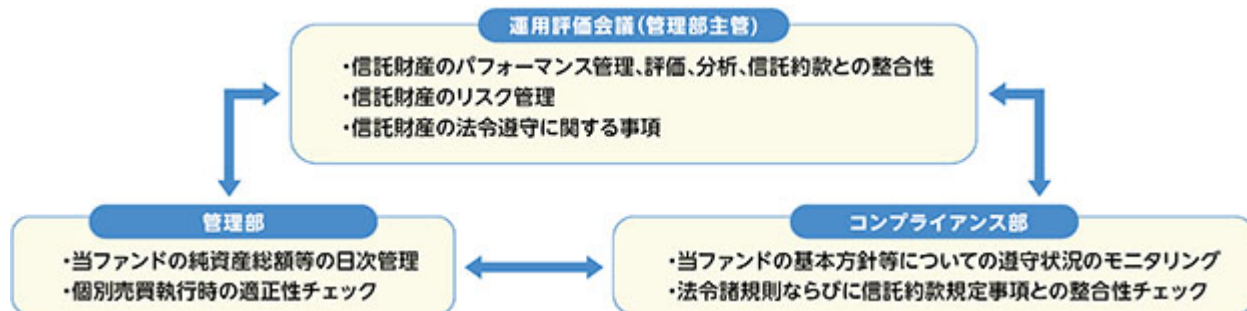 運用評価会議(管理部主管)
・信託財産のパフォーマンス管理、評価、分析、信託約款との整合性
・信託財産のリスク管理
・信託財産の法令遵守に関する事項
管理部
・当ファンドの純資産総額等の日次管理
・個別売買執行時の適正性チェック
コンプライアンス部
・当ファンドの基本方針等についての遵守状況のモニタリング
・法令諸規則ならびに信託約款規定事項との整合性チェック